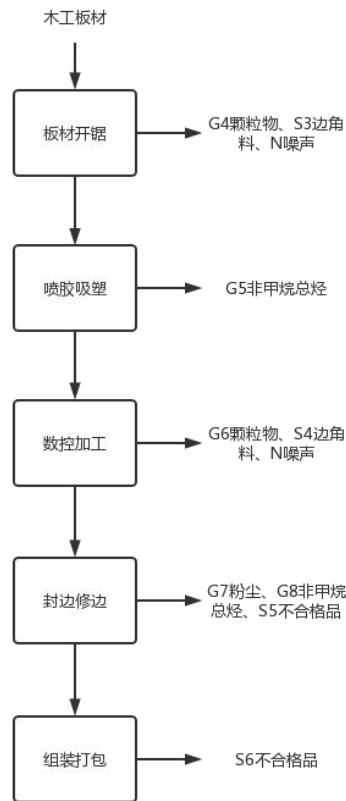 木工板材
板材开锯
G4颗粒物、S3边角
料、N噪声
喷胶吸塑
G5非甲烷总烃
数控加工
G6颗粒物、S4边角
料、N噪声
封边修边
G7粉尘、G8非甲烷
总烃、S5不合格品
组装打包
S6不合格品